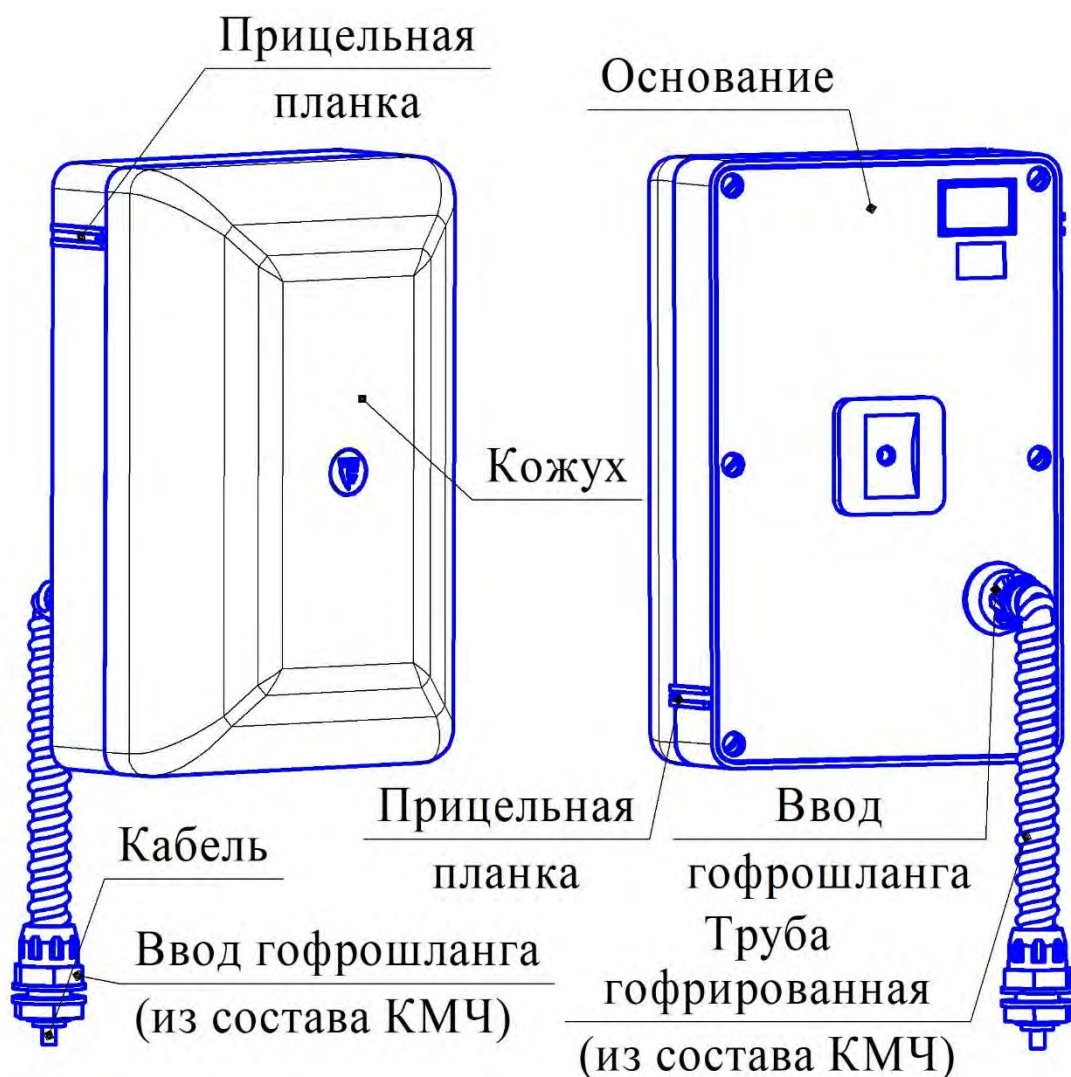 Прицельная
планка
Основание
Кожух
Прицельная
планка
Ввод
гофрошланга
Кабель
Ввод гофрошланга
(из состава КМЧ)
Труба
гофрированная
(из состава КМЧ)